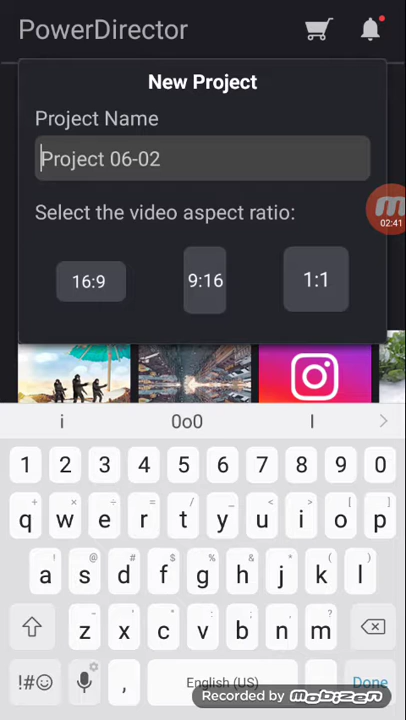 PowerDirector
New Project
Project Name
Project 06-02
Select the video aspect ratio:
16:9
9:16
1:1
02:41
i 0o0 I >
1 2 3 4 5 6 7 8 9 0
q w e r t y u i o p
a s d f g h j k l
z x c v b n m
!#☺ , English (US) Done
Recorded by mobizen